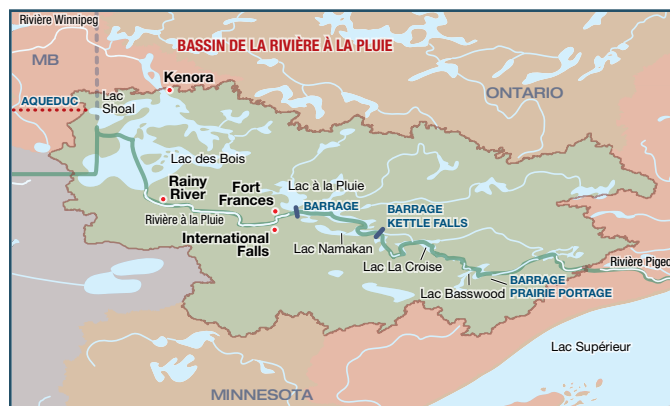 Rivière Winnipeg
BASSIN DE LA RIVIÈRE À LA PLUIE
MB
Kenora
ONTARIO
AQUEDUC
Lac
Shoal
Lac des Bois
Rainy
River
Fort
Frances
Lac à la Pluie
BARRAGE
BARRAGE
KETTLE FALLS
Rivière à la Pluie
International
Falls
Lac Namakan
Lac La Croise
Rivière Pigeo
Lac Basswood
BARRAGE
PRAIRIE PORTAGE
Lac Supérieur
MINNESOTA